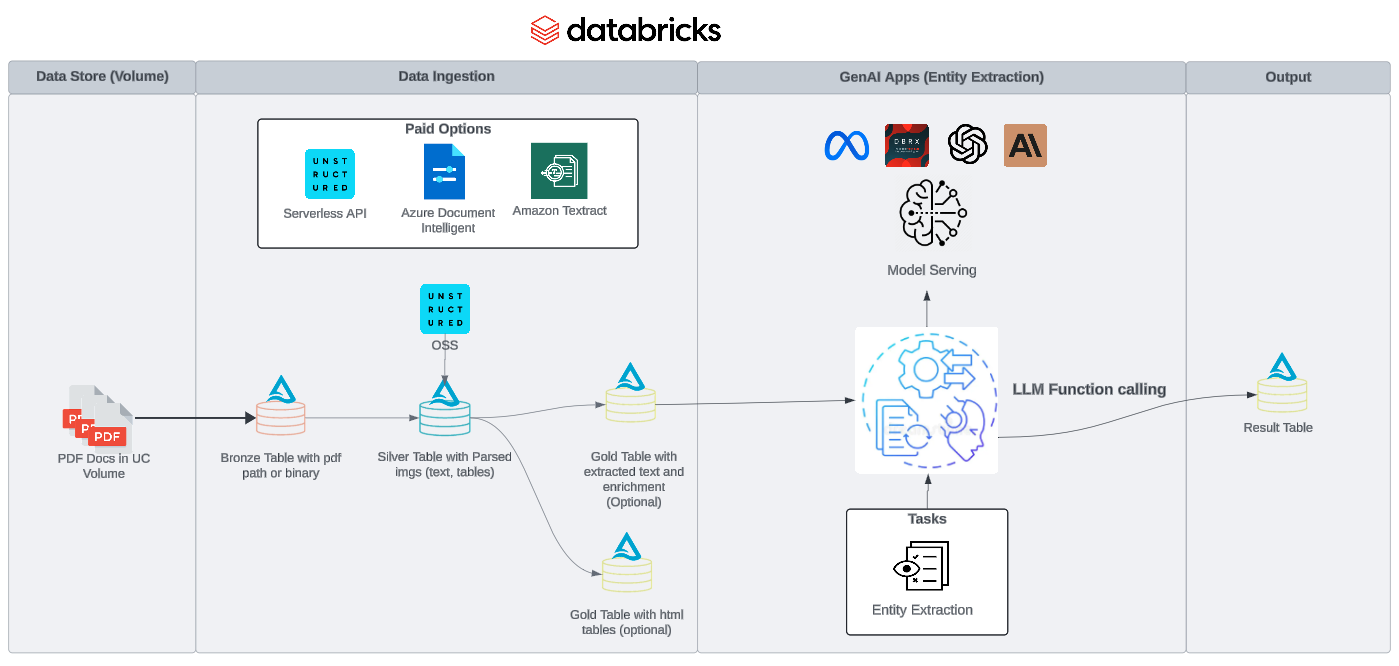 databricks
Data Store (Volume)
Data Ingestion
GenAI Apps (Entity Extraction)
Output
Paid Options
UNST
RUCT
URED
Serverless API
Azure Document
Intelligent
Amazon Textract
DBRX
AI
Model Serving
UNST
RUCT
URED
OSS
LLM Function calling
PDF
PDF Docs in UC
Volume
Bronze Table with pdf
path or binary
Silver Table with Parsed
imgs (text, tables)
Gold Table with
extracted text and
enrichment
(Optional)
Result Table
Tasks
Entity Extraction
Gold Table with html
tables (optional)